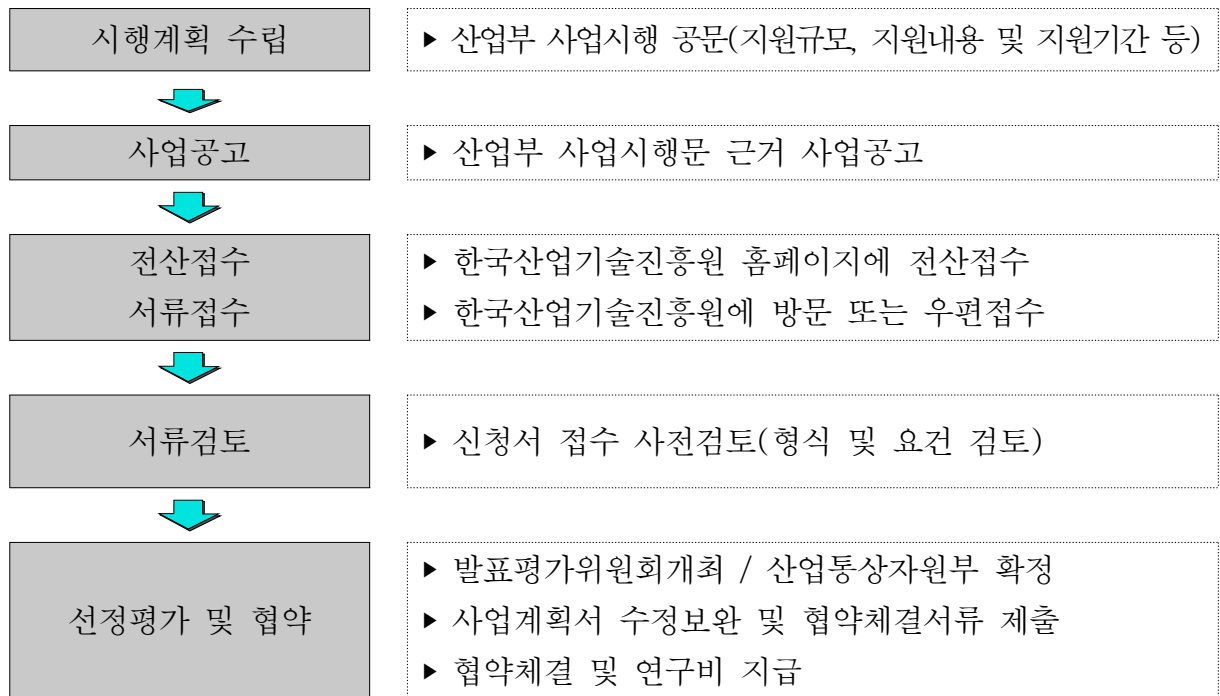 시행계획 수립
▶ 산업부 사업시행 공문(지원규모, 지원내용 및 지원기간 등)
사업공고
▶ 산업부 사업시행문 근거 사업공고
전산접수
서류접수
▶ 한국산업기술진흥원 홈페이지에 전산접수
▶ 한국산업기술진흥원에 방문 또는 우편접수
서류검토
▶ 신청서 접수 사전검토(형식 및 요건 검토)
선정평가 및 협약
▶ 발표평가위원회개최 / 산업통상자원부 확정
▶ 사업계획서 수정보완 및 협약체결서류 제출
▶ 협약체결 및 연구비 지급